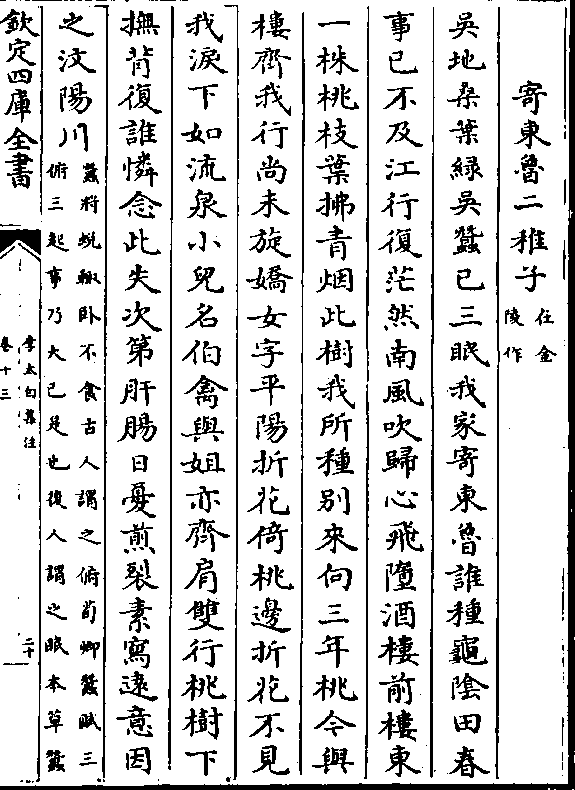 寄東魯二稚子
在金
陵作
吳地桑葉緑吳蠶已三眠我家寄東魯誰種龜陰田春
事已不及江行復茫然南風吹歸心飛墮酒樓前樓東
一株桃枝葉拂青烟此樹我所種別來向三年桃今與
樓齊我行尚未旋嬌女字平陽折花倚桃邊折花不見
我淚下如流泉小兒名伯禽與姐亦齊肩雙行桃樹下
撫背復誰憐念此失次第肝腸日憂煎裂素寫逺意因
之汶陽川
蠶將蛻輙卧不食古人謂之俯荀卿蠶賦三
俯三起事乃大已是也後人謂之眠本草蠶
欽定四庫全書
李太白集注
卷十三
二十